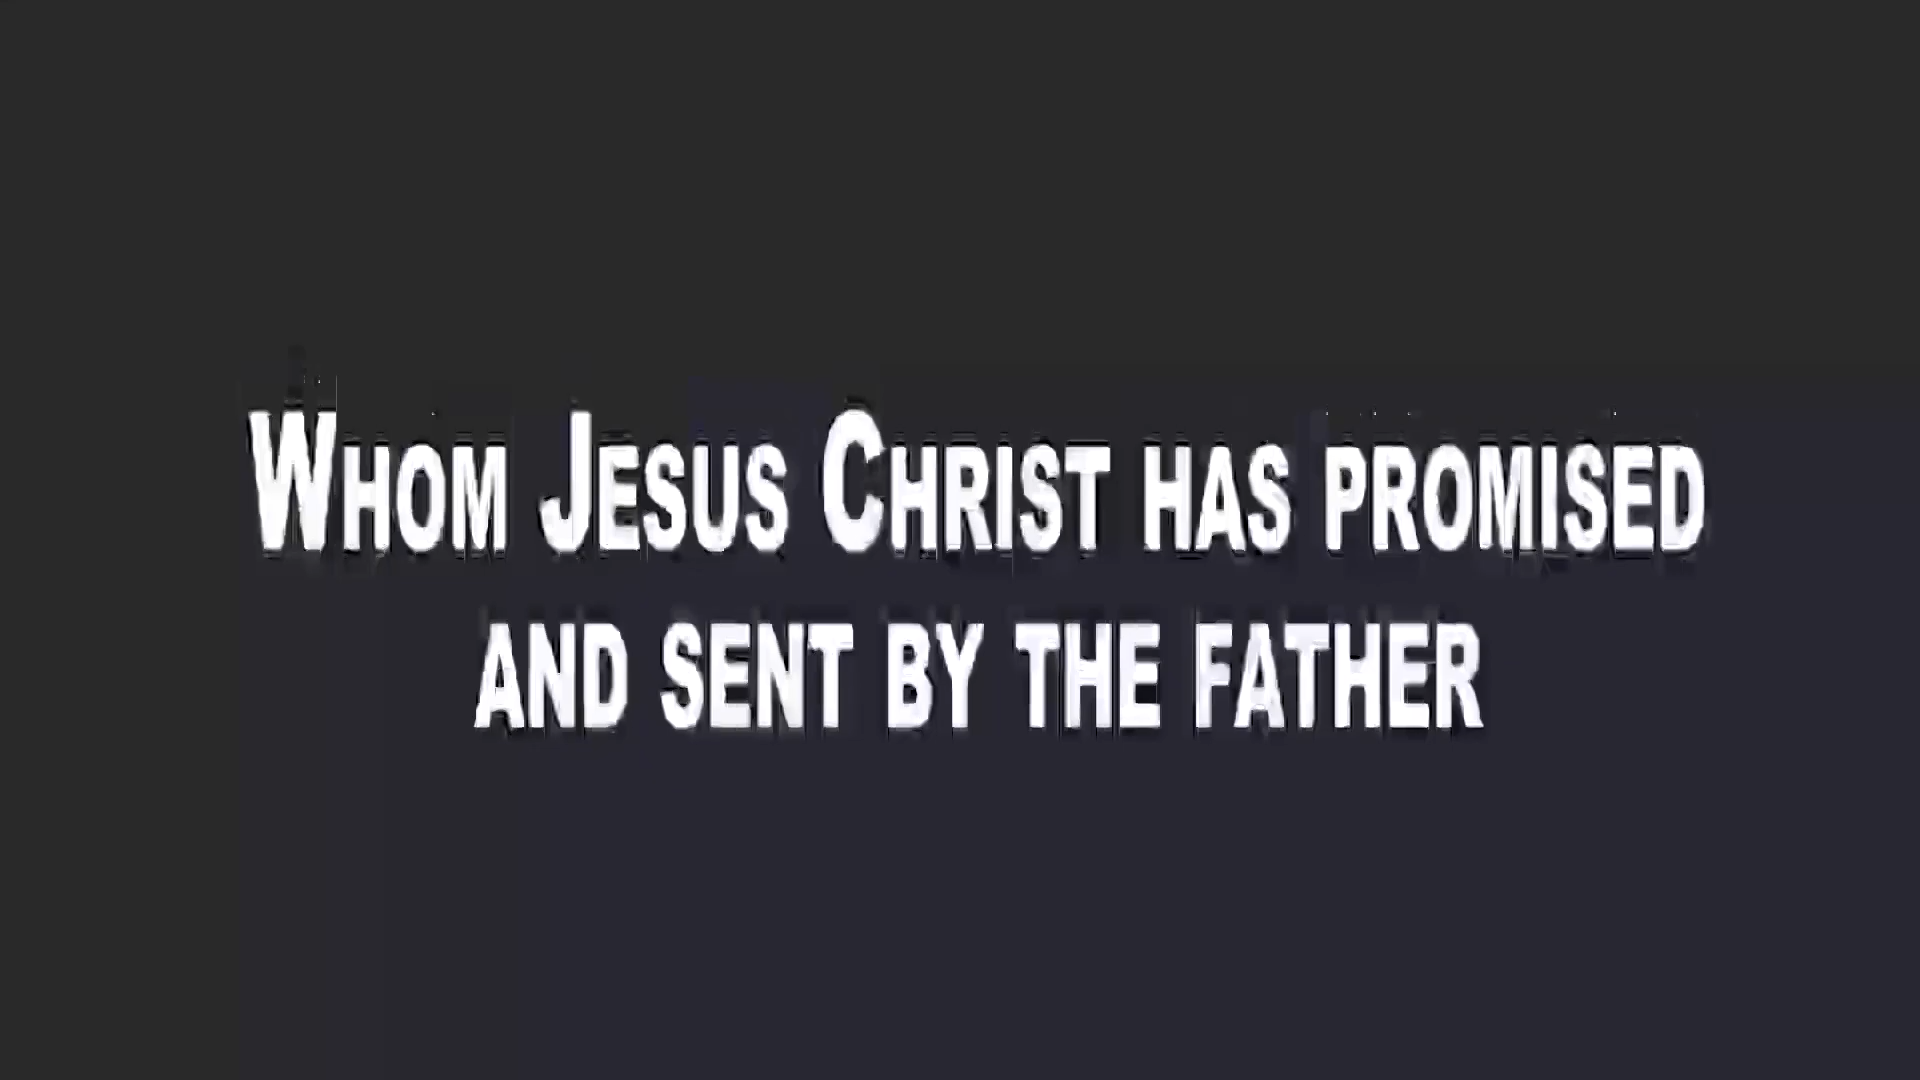 Whom Jesus Christ has promised
and sent by the father